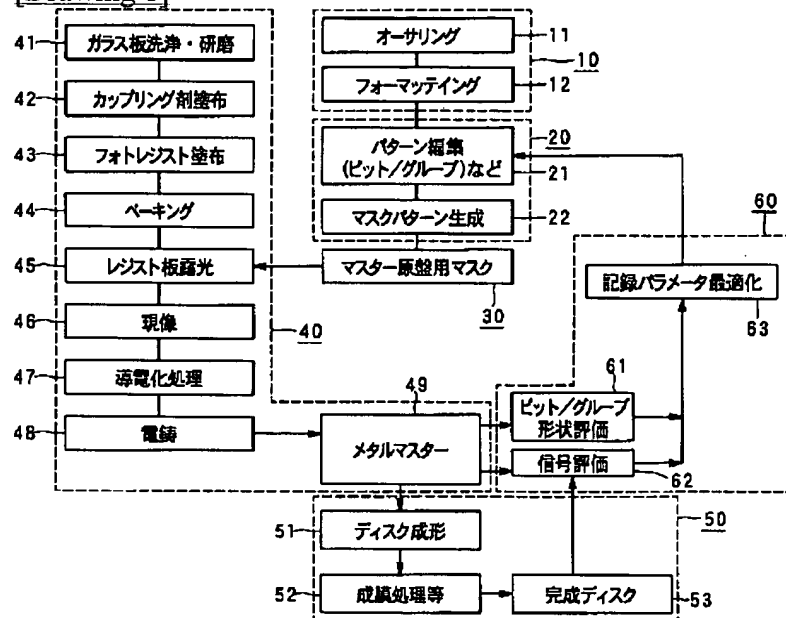 41 ガラス板洗浄・研磨
42 カップリング剤塗布
43 フォトレジスト塗布
44 ベーキング
45 レジスト板露光
46 現像
47 導電化処理
48 電鋳
40
オーサリング 11
フォーマッテイング 12
10
パターン編集
(ピット/グルーブ)など 21
20
マスクパターン生成 22
マスター原盤用マスク
30
49
メタルマスター
60
記録パラメータ最適化
63
61
ピット/グルーブ
形状評価
信号評価
62
51 ディスク成形
50
52 成膜処理等
完成ディスク 53